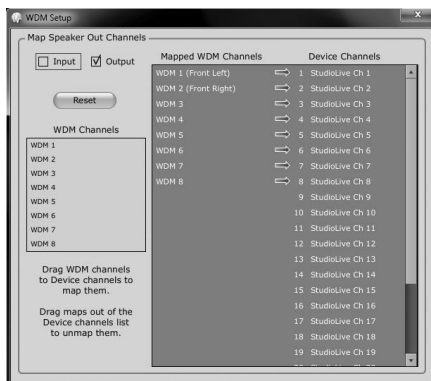 WDM Setup
Map Speaker Out Channels
Input
Output
Reset
WDM Channels
WDM 1
WDM 2
WDM 3
WDM 4
WDM 5
WDM 6
WDM 7
WDM 8
Drag WDM channels
to Device channels to
map them.
Drag maps out of the
Device channels list
to unmap them.
Mapped WDM Channels Device Channels
WDM 1 (Front Left) 1 StudioLive Ch 1
WDM 2 (Front Right) 2 StudioLive Ch 2
WDM 3 3 StudioLive Ch 3
WDM 4 4 StudioLive Ch 4
WDM 5 5 StudioLive Ch 5
WDM 6 6 StudioLive Ch 6
WDM 7 7 StudioLive Ch 7
WDM 8 8 StudioLive Ch 8
9 StudioLive Ch 9
10 StudioLive Ch 10
11 StudioLive Ch 11
12 StudioLive Ch 12
13 StudioLive Ch 13
14 StudioLive Ch 14
15 StudioLive Ch 15
16 StudioLive Ch 16
17 StudioLive Ch 17
18 StudioLive Ch 18
19 StudioLive Ch 19